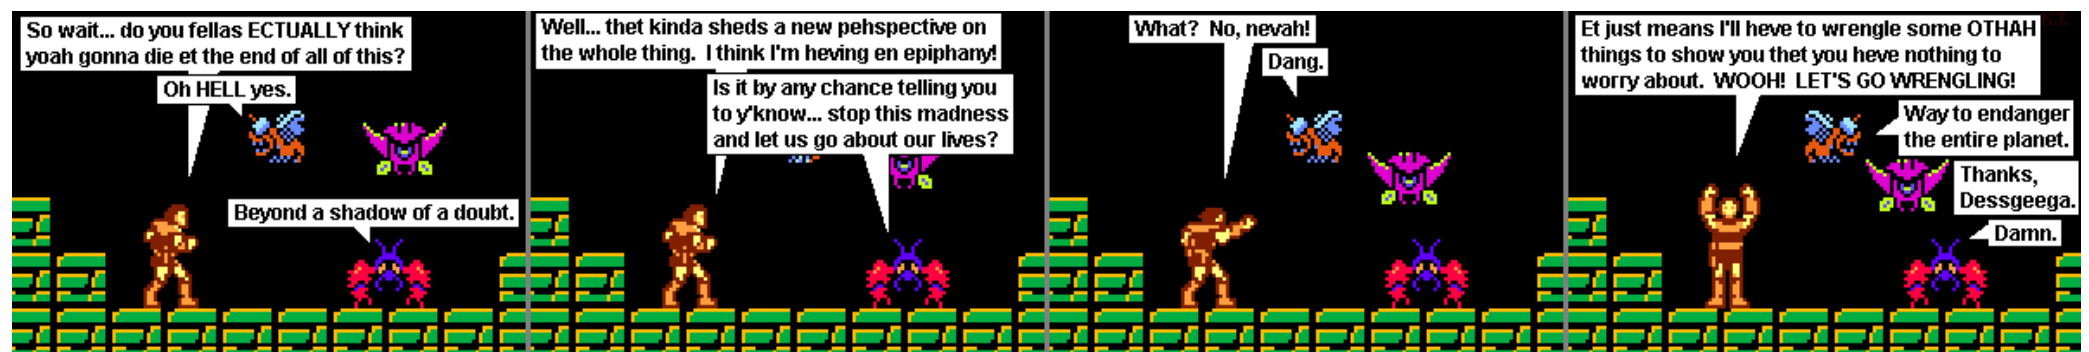 So wait... do you fellas ECTUALLY think
yoah gonna die et the end of all of this?
Oh HELL yes.
Beyond a shadow of a doubt.
Well... thet kinda sheds a new pehspective on
the whole thing.  I think I'm heving en epiphany!
Is it by any chance telling you
to y'know... stop this madness
and let us go about our lives?
What?  No, nevah!
Dang.
Et just means I'll heve to wrengle some OTHAH
things to show you thet you heve nothing to
worry about.  WOOH!  LET'S GO WRENGLING!
Way to endanger
the entire planet.
Thanks,
Dessgeega.
Damn.